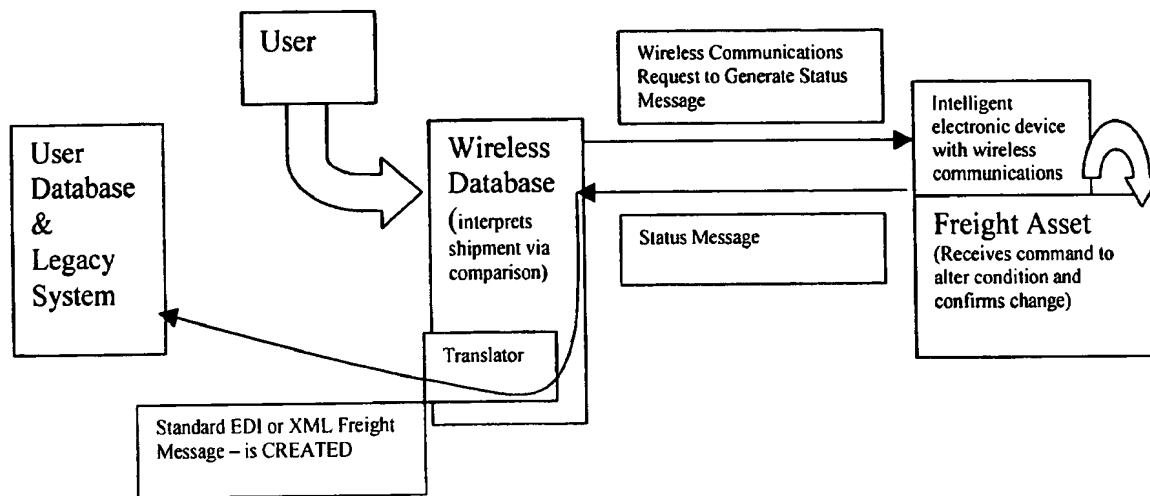 User
User
Database
&
Legacy
System
Wireless
Database
(interprets
shipment via
comparison)
Translator
Standard EDI or XML Freight
Message – is CREATED
Wireless Communications
Request to Generate Status
Message
Status Message
Intelligent
electronic device
with wireless
communications
Freight Asset
(Receives command to
alter condition and
confirms change)